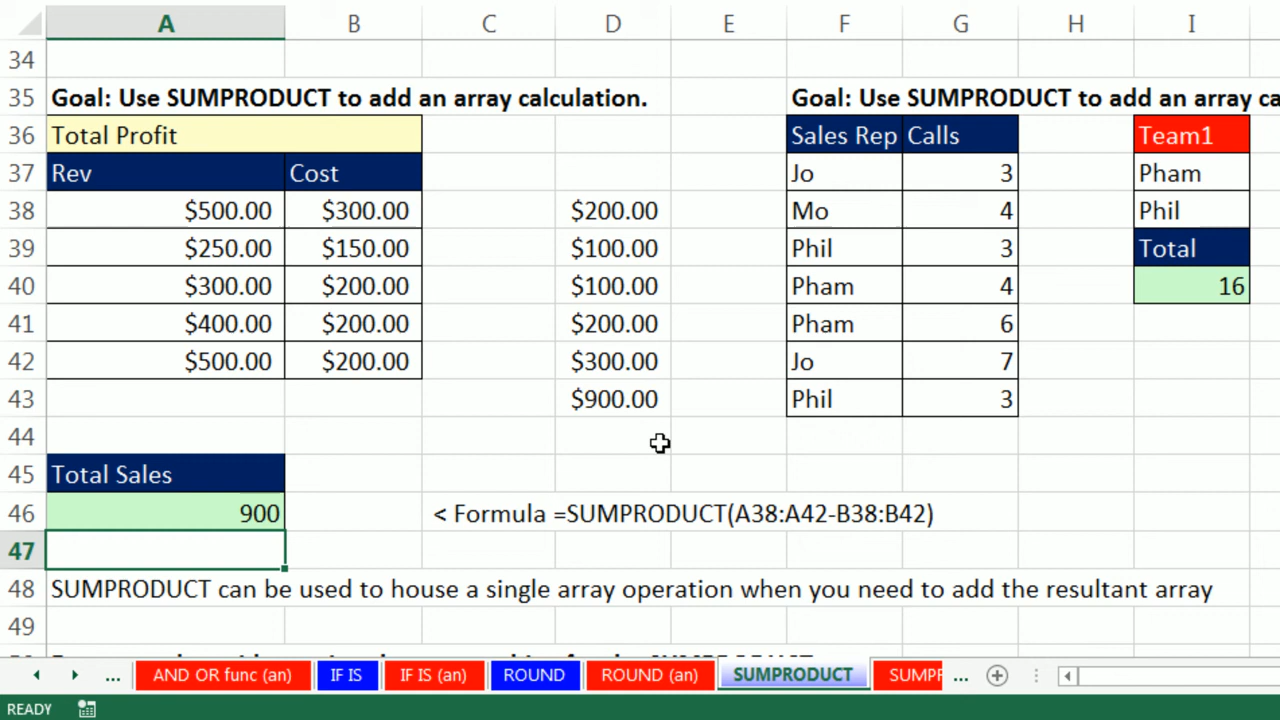 A B C D E F G H I
34
35 Goal: Use SUMPRODUCT to add an array calculation. Goal: Use SUMPRODUCT to add an array ca
36 Total Profit Sales Rep Calls Team1
37 Rev Cost Jo 3 Pham
38 $500.00 $300.00 $200.00 Mo 4 Phil
39 $250.00 $150.00 $100.00 Phil 3 Total
40 $300.00 $200.00 $100.00 Pham 4 16
41 $400.00 $200.00 $200.00 Pham 6
42 $500.00 $200.00 $300.00 Jo 7
43 $900.00 Phil 3
44
45 Total Sales
46 900 < Formula =SUMPRODUCT(A38:A42-B38:B42)
47
48 SUMPRODUCT can be used to house a single array operation when you need to add the resultant array
49
... AND OR func (an) IF IS IF IS (an) ROUND ROUND (an) SUMPRODUCT SUMPR ...
READY